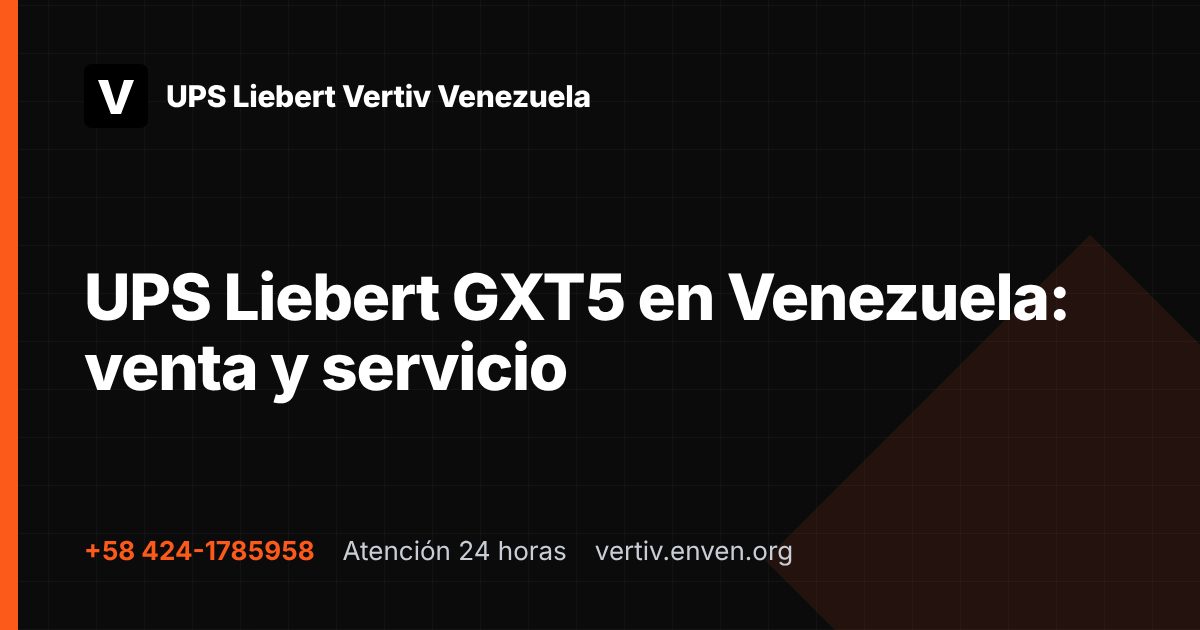 V
UPS Liebert Vertiv Venezuela
UPS Liebert GXT5 en Venezuela:
venta y servicio
+58 424-1785958 Atención 24 horas vertiv.enven.org